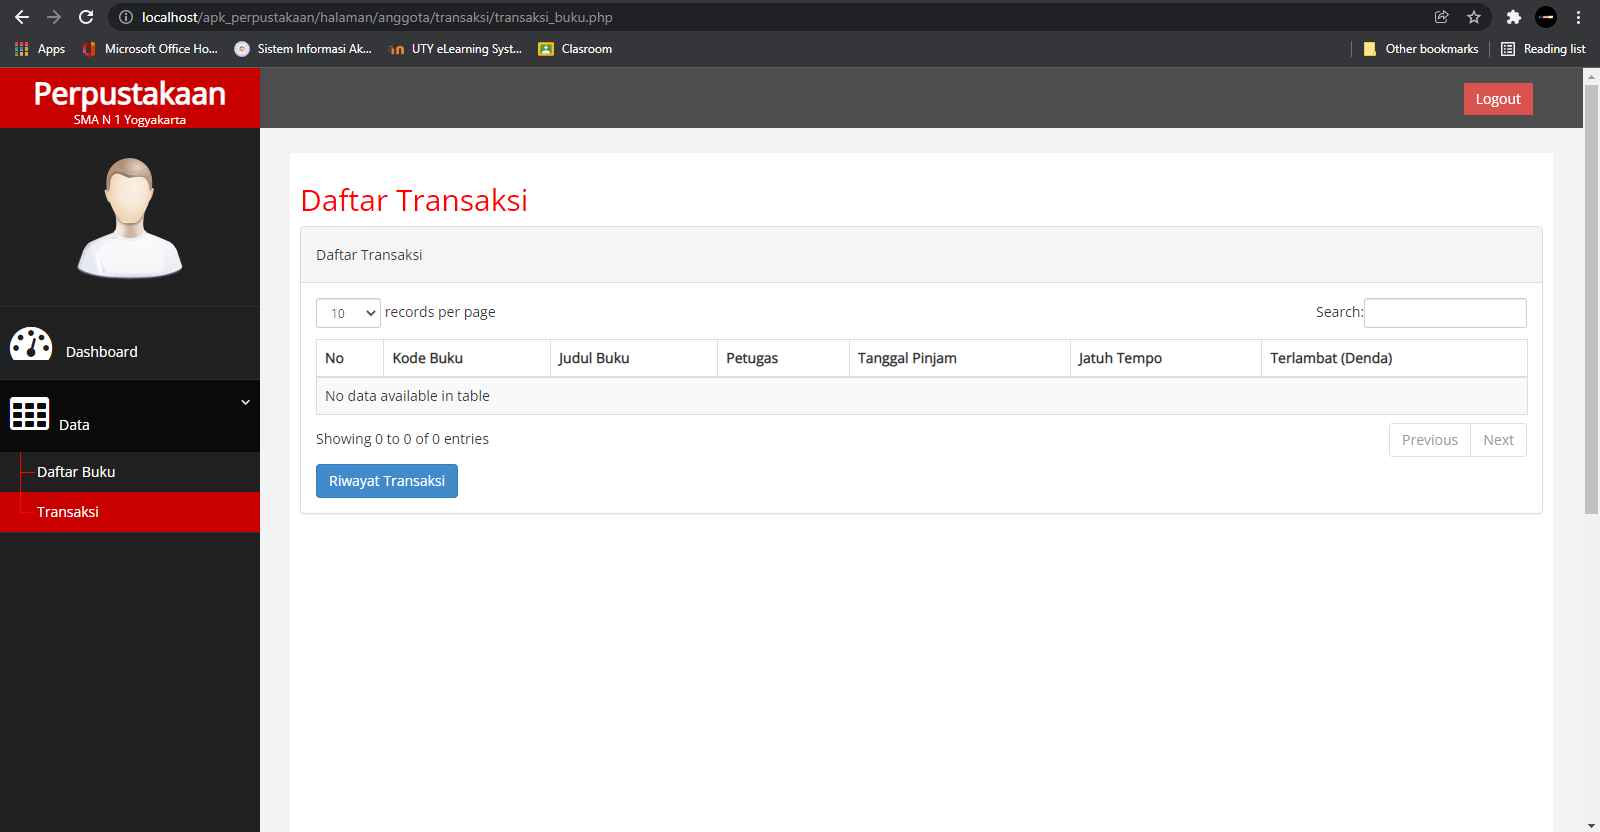 localhost/apk_perpustakaan/halaman/anggota/transaksi/transaksi_buku.php
Apps Microsoft Office Ho... Sistem Informasi Ak... UTY eLearning Syst... Clasroom Other bookmarks Reading list
Perpustakaan
SMA N 1 Yogyakarta
Logout
Dashboard
Data
Daftar Buku
Transaksi
Daftar Transaksi
Daftar Transaksi
10 records per page Search:
No Kode Buku Judul Buku Petugas Tanggal Pinjam Jatuh Tempo Terlambat (Denda)
No data available in table
Showing 0 to 0 of 0 entries Previous Next
Riwayat Transaksi